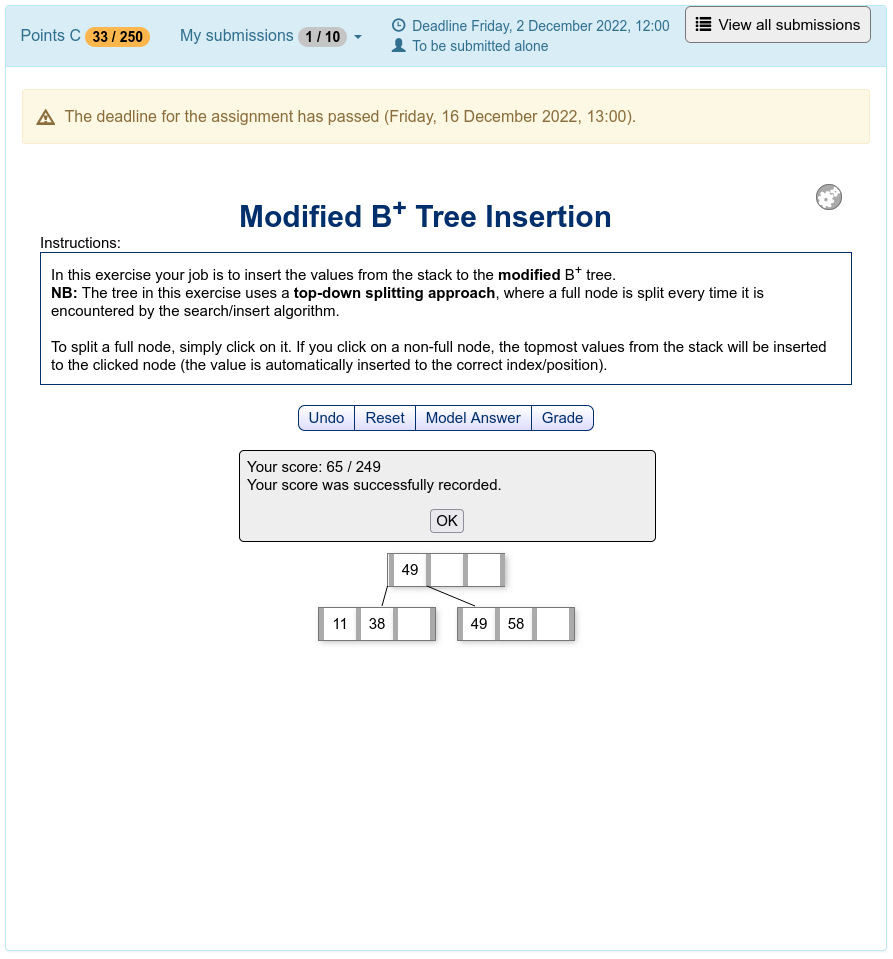 Points C 33 / 250 My submissions 1 / 10 Deadline Friday, 2 December 2022, 12:00 View all submissions
To be submitted alone
The deadline for the assignment has passed (Friday, 16 December 2022, 13:00).
Modified B+ Tree Insertion
Instructions:
In this exercise your job is to insert the values from the stack to the modified B+ tree.
NB: The tree in this exercise uses a top-down splitting approach, where a full node is split every time it is
encountered by the search/insert algorithm.
To split a full node, simply click on it. If you click on a non-full node, the topmost values from the stack will be inserted
to the clicked node (the value is automatically inserted to the correct index/position).
Undo Reset Model Answer Grade
Your score: 65 / 249
Your score was successfully recorded.
OK
49
11 38 49 58